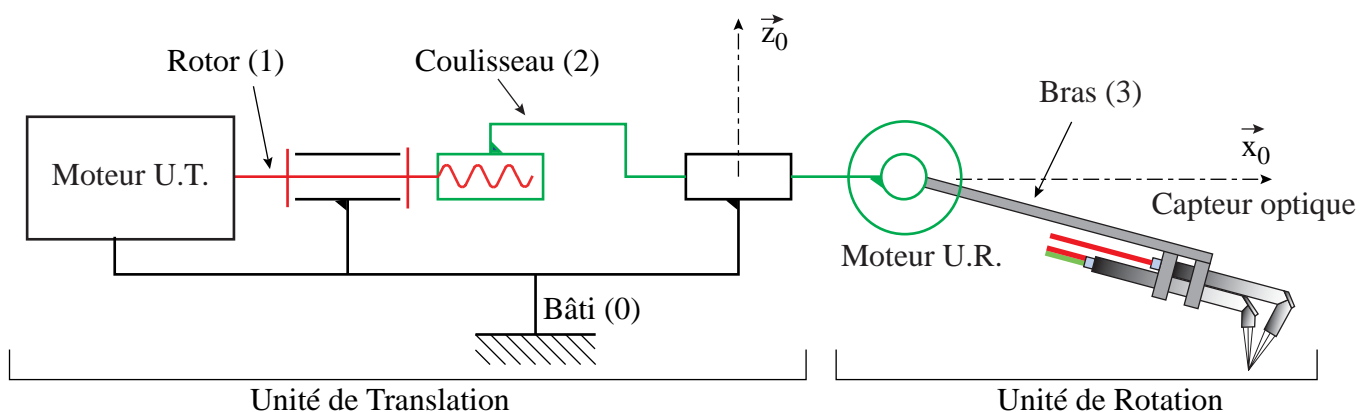 Rotor (1)
Coulisseau (2)
z₀
Bras (3)
Moteur U.T.
x₀
Capteur optique
Moteur U.R.
Bâti (0)
Unité de Translation
Unité de Rotation